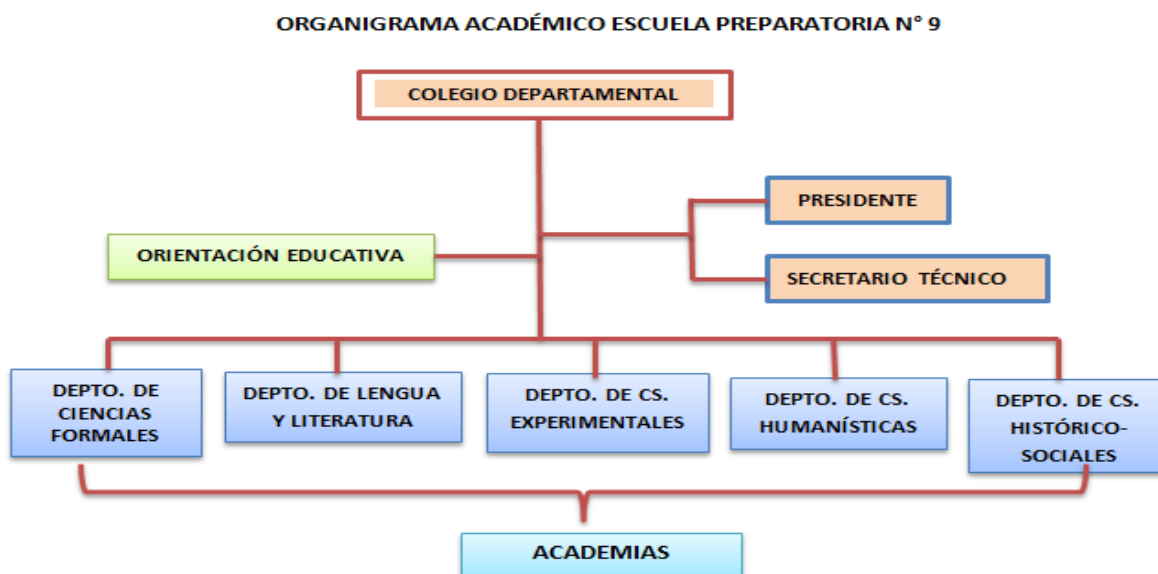 ORGANIGRAMA ACADÉMICO ESCUELA PREPARATORIA N° 9
COLEGIO DEPARTAMENTAL
PRESIDENTE
ORIENTACIÓN EDUCATIVA
SECRETARIO TÉCNICO
DEPTO. DE
CIENCIAS
FORMALES
DEPTO. DE LENGUA
Y LITERATURA
DEPTO. DE CS.
EXPERIMENTALES
DEPTO. DE CS.
HUMANÍSTICAS
DEPTO. DE CS.
HISTÓRICO-
SOCIALES
ACADEMIAS